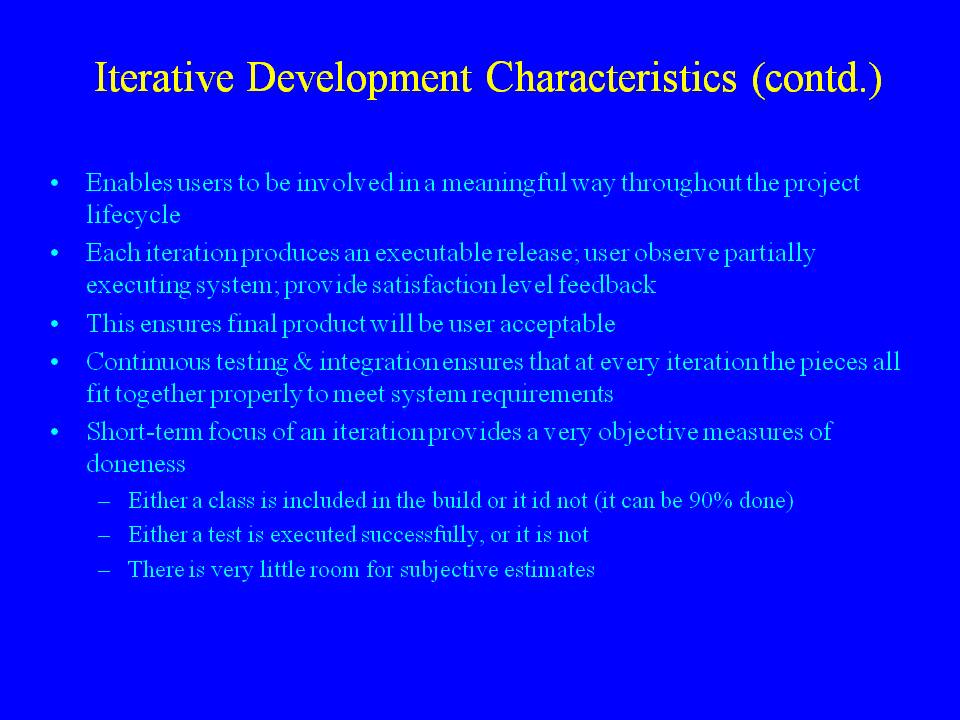 Iterative Development Characteristics (contd.)
• Enables users to be involved in a meaningful way throughout the project
lifecycle
• Each iteration produces an executable release; user observe partially
executing system; provide satisfaction level feedback
• This ensures final product will be user acceptable
• Continuous testing & integration ensures that at every iteration the pieces all
fit together properly to meet system requirements
• Short-term focus of an iteration provides a very objective measures of
doneness
– Either a class is included in the build or it id not (it can be 90% done)
– Either a test is executed successfully, or it is not
– There is very little room for subjective estimates